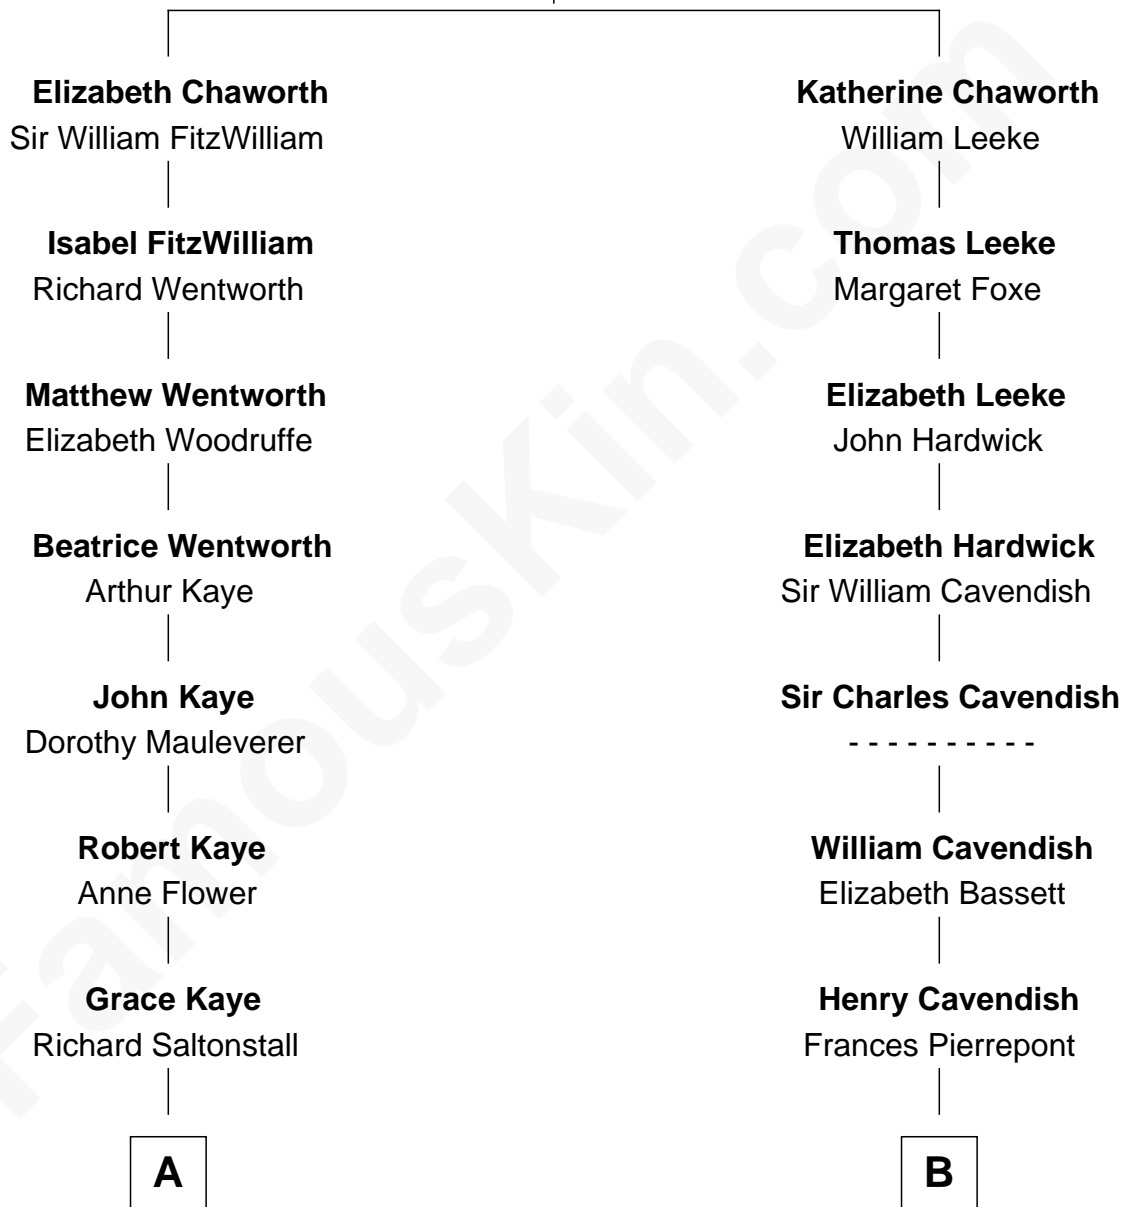 Elizabeth Chaworth
Sir William FitzWilliam
Isabel FitzWilliam
Richard Wentworth
Matthew Wentworth
Elizabeth Woodruffe
Beatrice Wentworth
Arthur Kaye
John Kaye
Dorothy Mauleverer
Robert Kaye
Anne Flower
Grace Kaye
Richard Saltonstall
A
Katherine Chaworth
William Leeke
Thomas Leeke
Margaret Foxe
Elizabeth Leeke
John Hardwick
Elizabeth Hardwick
Sir William Cavendish
Sir Charles Cavendish
- - - - - - - - - -
William Cavendish
Elizabeth Bassett
Henry Cavendish
Frances Pierrepont
B
FamousKin.com